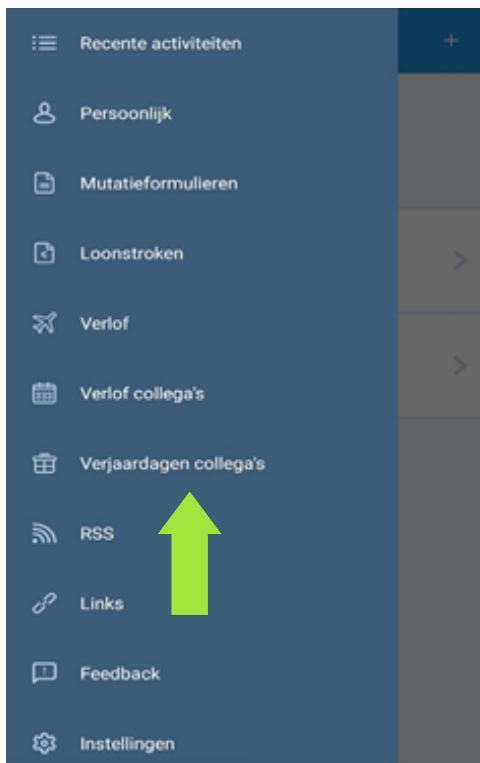 Recente activiteiten
Persoonlijk
Mutatieformulieren
Loonstroken
Verlof
Verlof collega's
Verjaardagen collega's
RSS
Links
Feedback
Instellingen